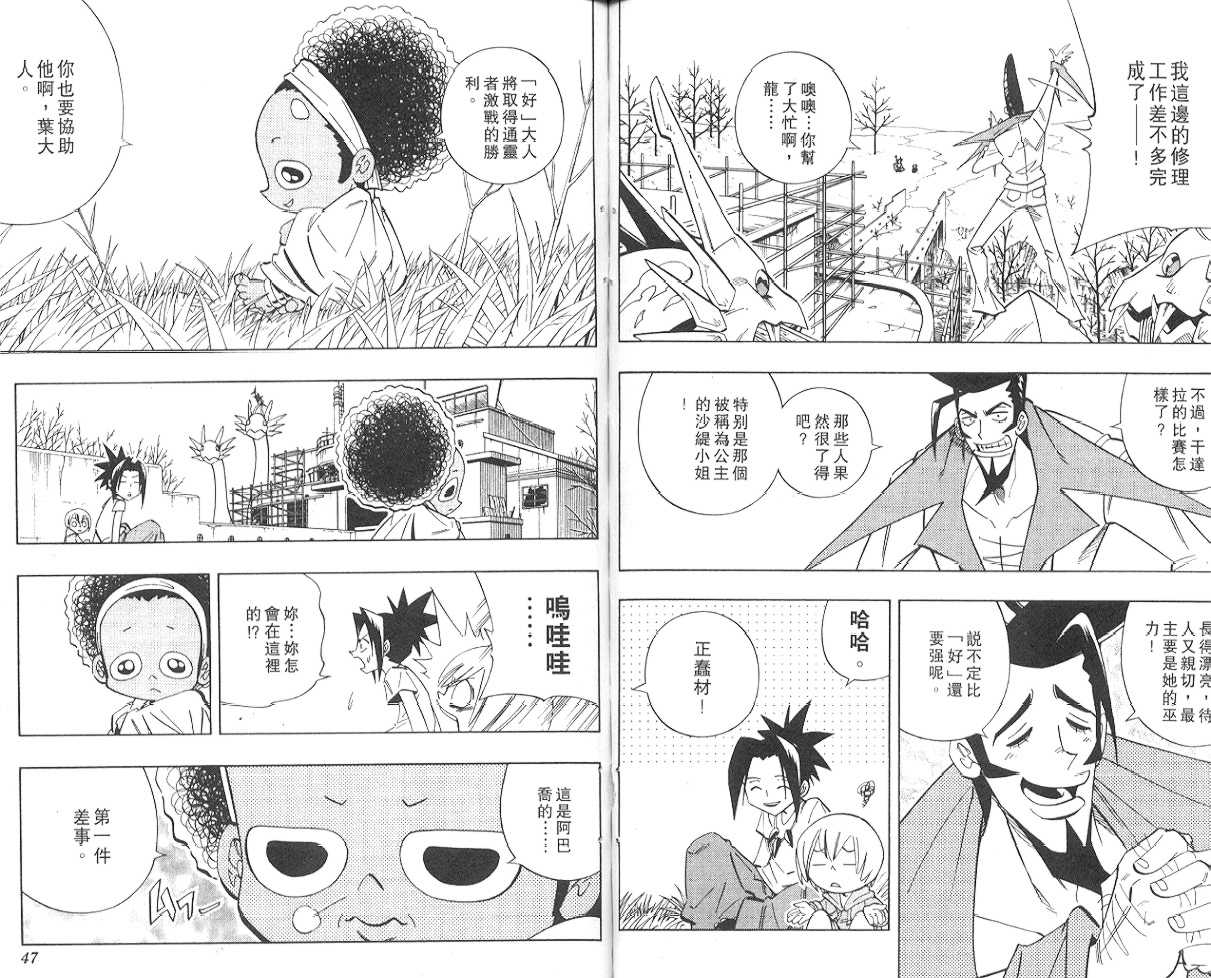 我這邊的修理
工作差不多完
成了——！
噢噢…你幫
了大忙啊，
龍……
不過，干達
拉的比賽怎
樣了？
那些人果
然很了得
吧？
特別是那個
被稱為公主
的沙緹小姐
！
長得漂亮，
人又親切，待
主要是她的巫
力！
說不定比
「好」還
要强呢。
哈哈。
正蠢材！
「好」大人
將取得通靈
者激戰的勝
利。
你也要協助
他啊，葉大
人。
嗚哇哇
……
妳…妳怎
會在這裡
的!?
這是阿巴
喬的……
第一件
差事。
ムフー
47